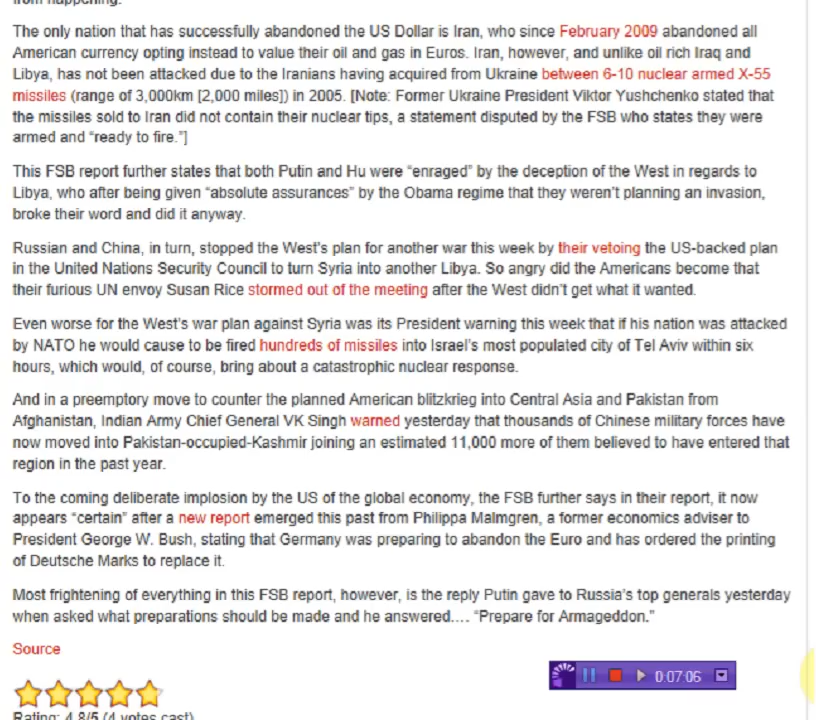 from happening.
The only nation that has successfully abandoned the US Dollar is Iran, who since February 2009 abandoned all
American currency opting instead to value their oil and gas in Euros. Iran, however, and unlike oil rich Iraq and
Libya, has not been attacked due to the Iranians having acquired from Ukraine between 6-10 nuclear armed X-55
missiles (range of 3,000km [2,000 miles]) in 2005. [Note: Former Ukraine President Viktor Yushchenko stated that
the missiles sold to Iran did not contain their nuclear tips, a statement disputed by the FSB who states they were
armed and “ready to fire.”]
This FSB report further states that both Putin and Hu were “enraged” by the deception of the West in regards to
Libya, who after being given “absolute assurances” by the Obama regime that they weren’t planning an invasion,
broke their word and did it anyway.
Russian and China, in turn, stopped the West’s plan for another war this week by their vetoing the US-backed plan
in the United Nations Security Council to turn Syria into another Libya. So angry did the Americans become that
their furious UN envoy Susan Rice stormed out of the meeting after the West didn’t get what it wanted.
Even worse for the West’s war plan against Syria was its President warning this week that if his nation was attacked
by NATO he would cause to be fired hundreds of missiles into Israel’s most populated city of Tel Aviv within six
hours, which would, of course, bring about a catastrophic nuclear response.
And in a preemptory move to counter the planned American blitzkrieg into Central Asia and Pakistan from
Afghanistan, Indian Army Chief General VK Singh warned yesterday that thousands of Chinese military forces have
now moved into Pakistan-occupied-Kashmir joining an estimated 11,000 more of them believed to have entered that
region in the past year.
To the coming deliberate implosion by the US of the global economy, the FSB further says in their report, it now
appears “certain” after a new report emerged this past from Philippa Malmgren, a former economics adviser to
President George W. Bush, stating that Germany was preparing to abandon the Euro and has ordered the printing
of Deutsche Marks to replace it.
Most frightening of everything in this FSB report, however, is the reply Putin gave to Russia’s top generals yesterday
when asked what preparations should be made and he answered…. “Prepare for Armageddon.”
Source
0:07:06
Rating: 4.8/5 (4 votes cast)